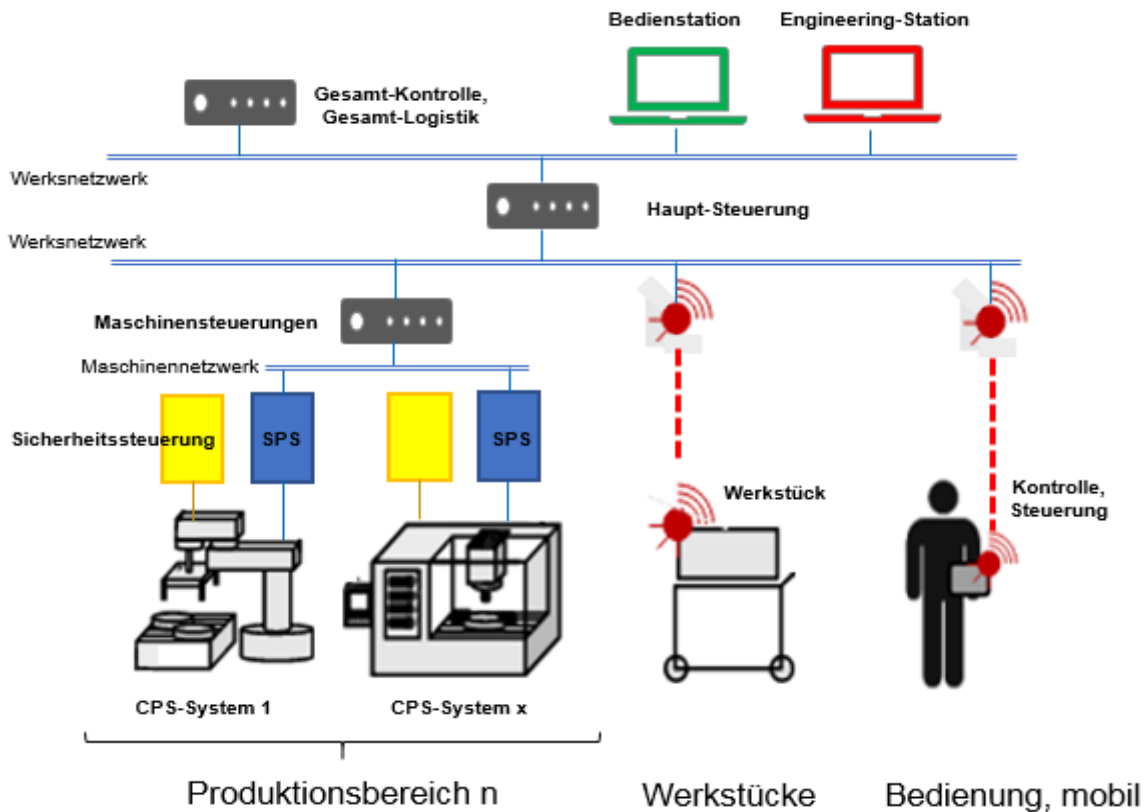 Bedienstation
Engineering-Station
Gesamt-Kontrolle,
Gesamt-Logistik
Werksnetzwerk
Haupt-Steuerung
Werksnetzwerk
Maschinensteuerungen
Maschinennetzwerk
Sicherheitssteuerung
SPS
SPS
Werkstück
Kontrolle,
Steuerung
CPS-System 1
CPS-System x
Produktionsbereich n
Werkstücke
Bedienung, mobil